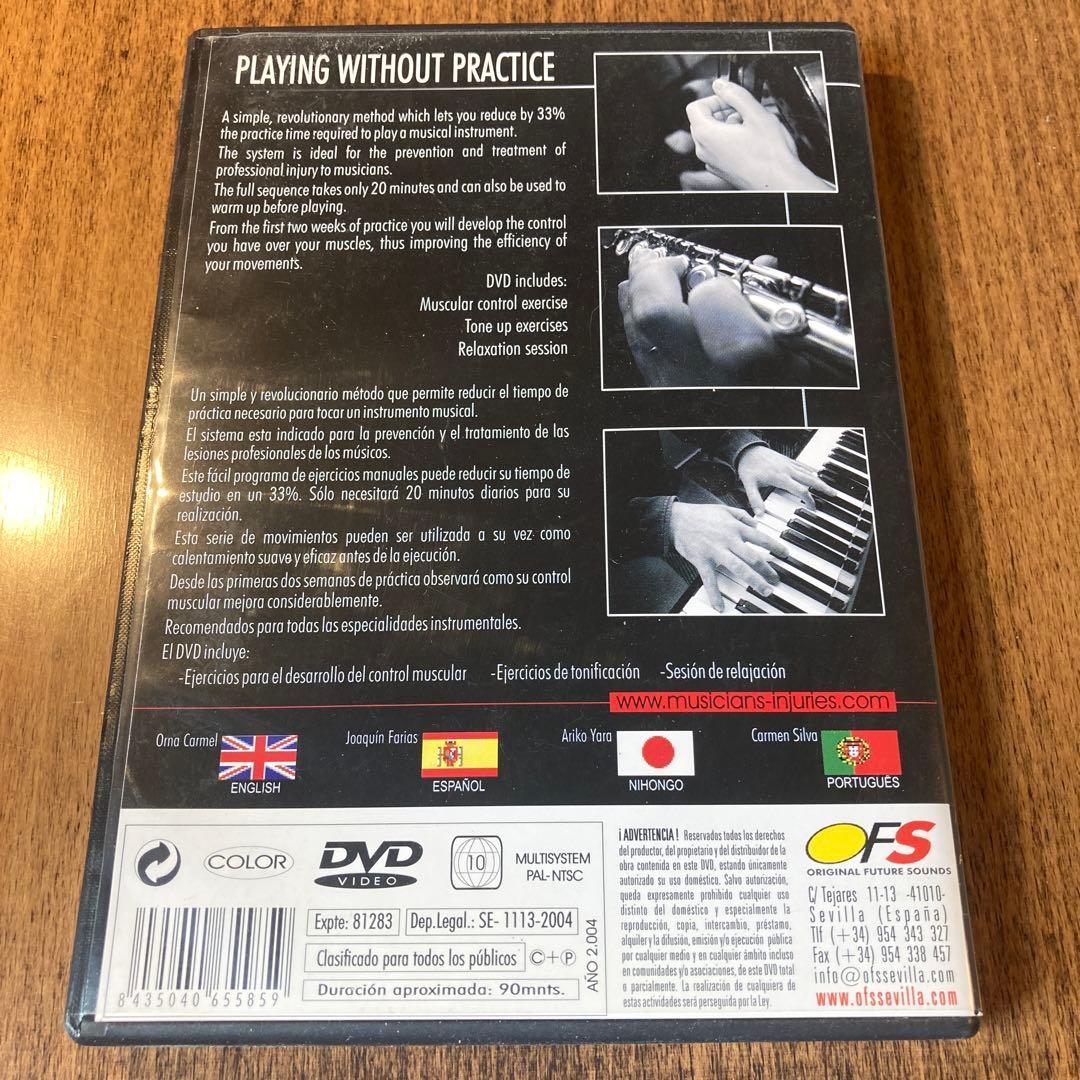 PLAYING WITHOUT PRACTICE
A simple, revolutionary method which lets you reduce by 33%
the practice time required to play a musical instrument.
The system is ideal for the prevention and treatment of
professional injury to musicians.
The full sequence takes only 20 minutes and can also be used to
warm up before playing.
From the first two weeks of practice you will develop the control
you have over your muscles, thus improving the efficiency of
your movements.
DVD includes:
Muscular control exercise
Tone up exercises
Relaxation session
Un simple y revolucionario método que permite reducir el tiempo de
práctica necesario para tocar un instrumento musical.
El sistema esta indicado para la prevención y el tratamiento de las
lesiones profesionales de los músicos.
Este fácil programa de ejercicios manuales puede reducir su tiempo de
estudio en un 33%. Sólo necesitará 20 minutos diarios para su
realización.
Esta serie de movimientos pueden ser utilizada a su vez como
calentamiento suave y eficaz antes de la ejecución.
Desde las primeras dos semanas de práctica observará como su control
muscular mejora considerablemente.
Recomendados para todas las especialidades instrumentales.
El DVD incluye:
-Ejercicios para el desarrollo del control muscular -Ejercicios de tonificación -Sesión de relajación
www.musicians-injuries.com
Orna Carmel
ENGLISH
Joaquín Farias
ESPAÑOL
Ariko Yara
NIHONGO
Carmen Silva
PORTUGUÊS
COLOR
DVD
VIDEO
10
MULTISYSTEM
PAL-NTSC
Expte: 81283
Dep.Legal.: SE- 1113-2004
Clasificado para todos los públicos
©+℗
Duración aproximada: 90mnts.
AÑO 2.004
8 435040 655859
¡ADVERTENCIA! Reservados todos los derechos
del productor, del propietario y del distribuidor de la
obra contenida en este DVD, estando únicamente
autorizado su uso doméstico. Salvo autorización,
queda expresamente prohibido cualquier uso
distinto del doméstico y especialmente la
reproducción, copia, intercambio, préstamo,
alquiler y la difusión, emisión y/o ejecución pública
por cualquier medio y en cualquier ámbito incluso
en comunidades y/o asociaciones, de este DVD total
o parcialmente. La realización de cualquiera de
estas actividades será perseguida por la Ley.
OFS
ORIGINAL FUTURE SOUNDS
C/ Tejares 11-13 -41010-
Sevilla (España)
Tlf (+34) 954 343 327
Fax (+34) 954 338 457
info@ofssevilla.com
www.ofssevilla.com